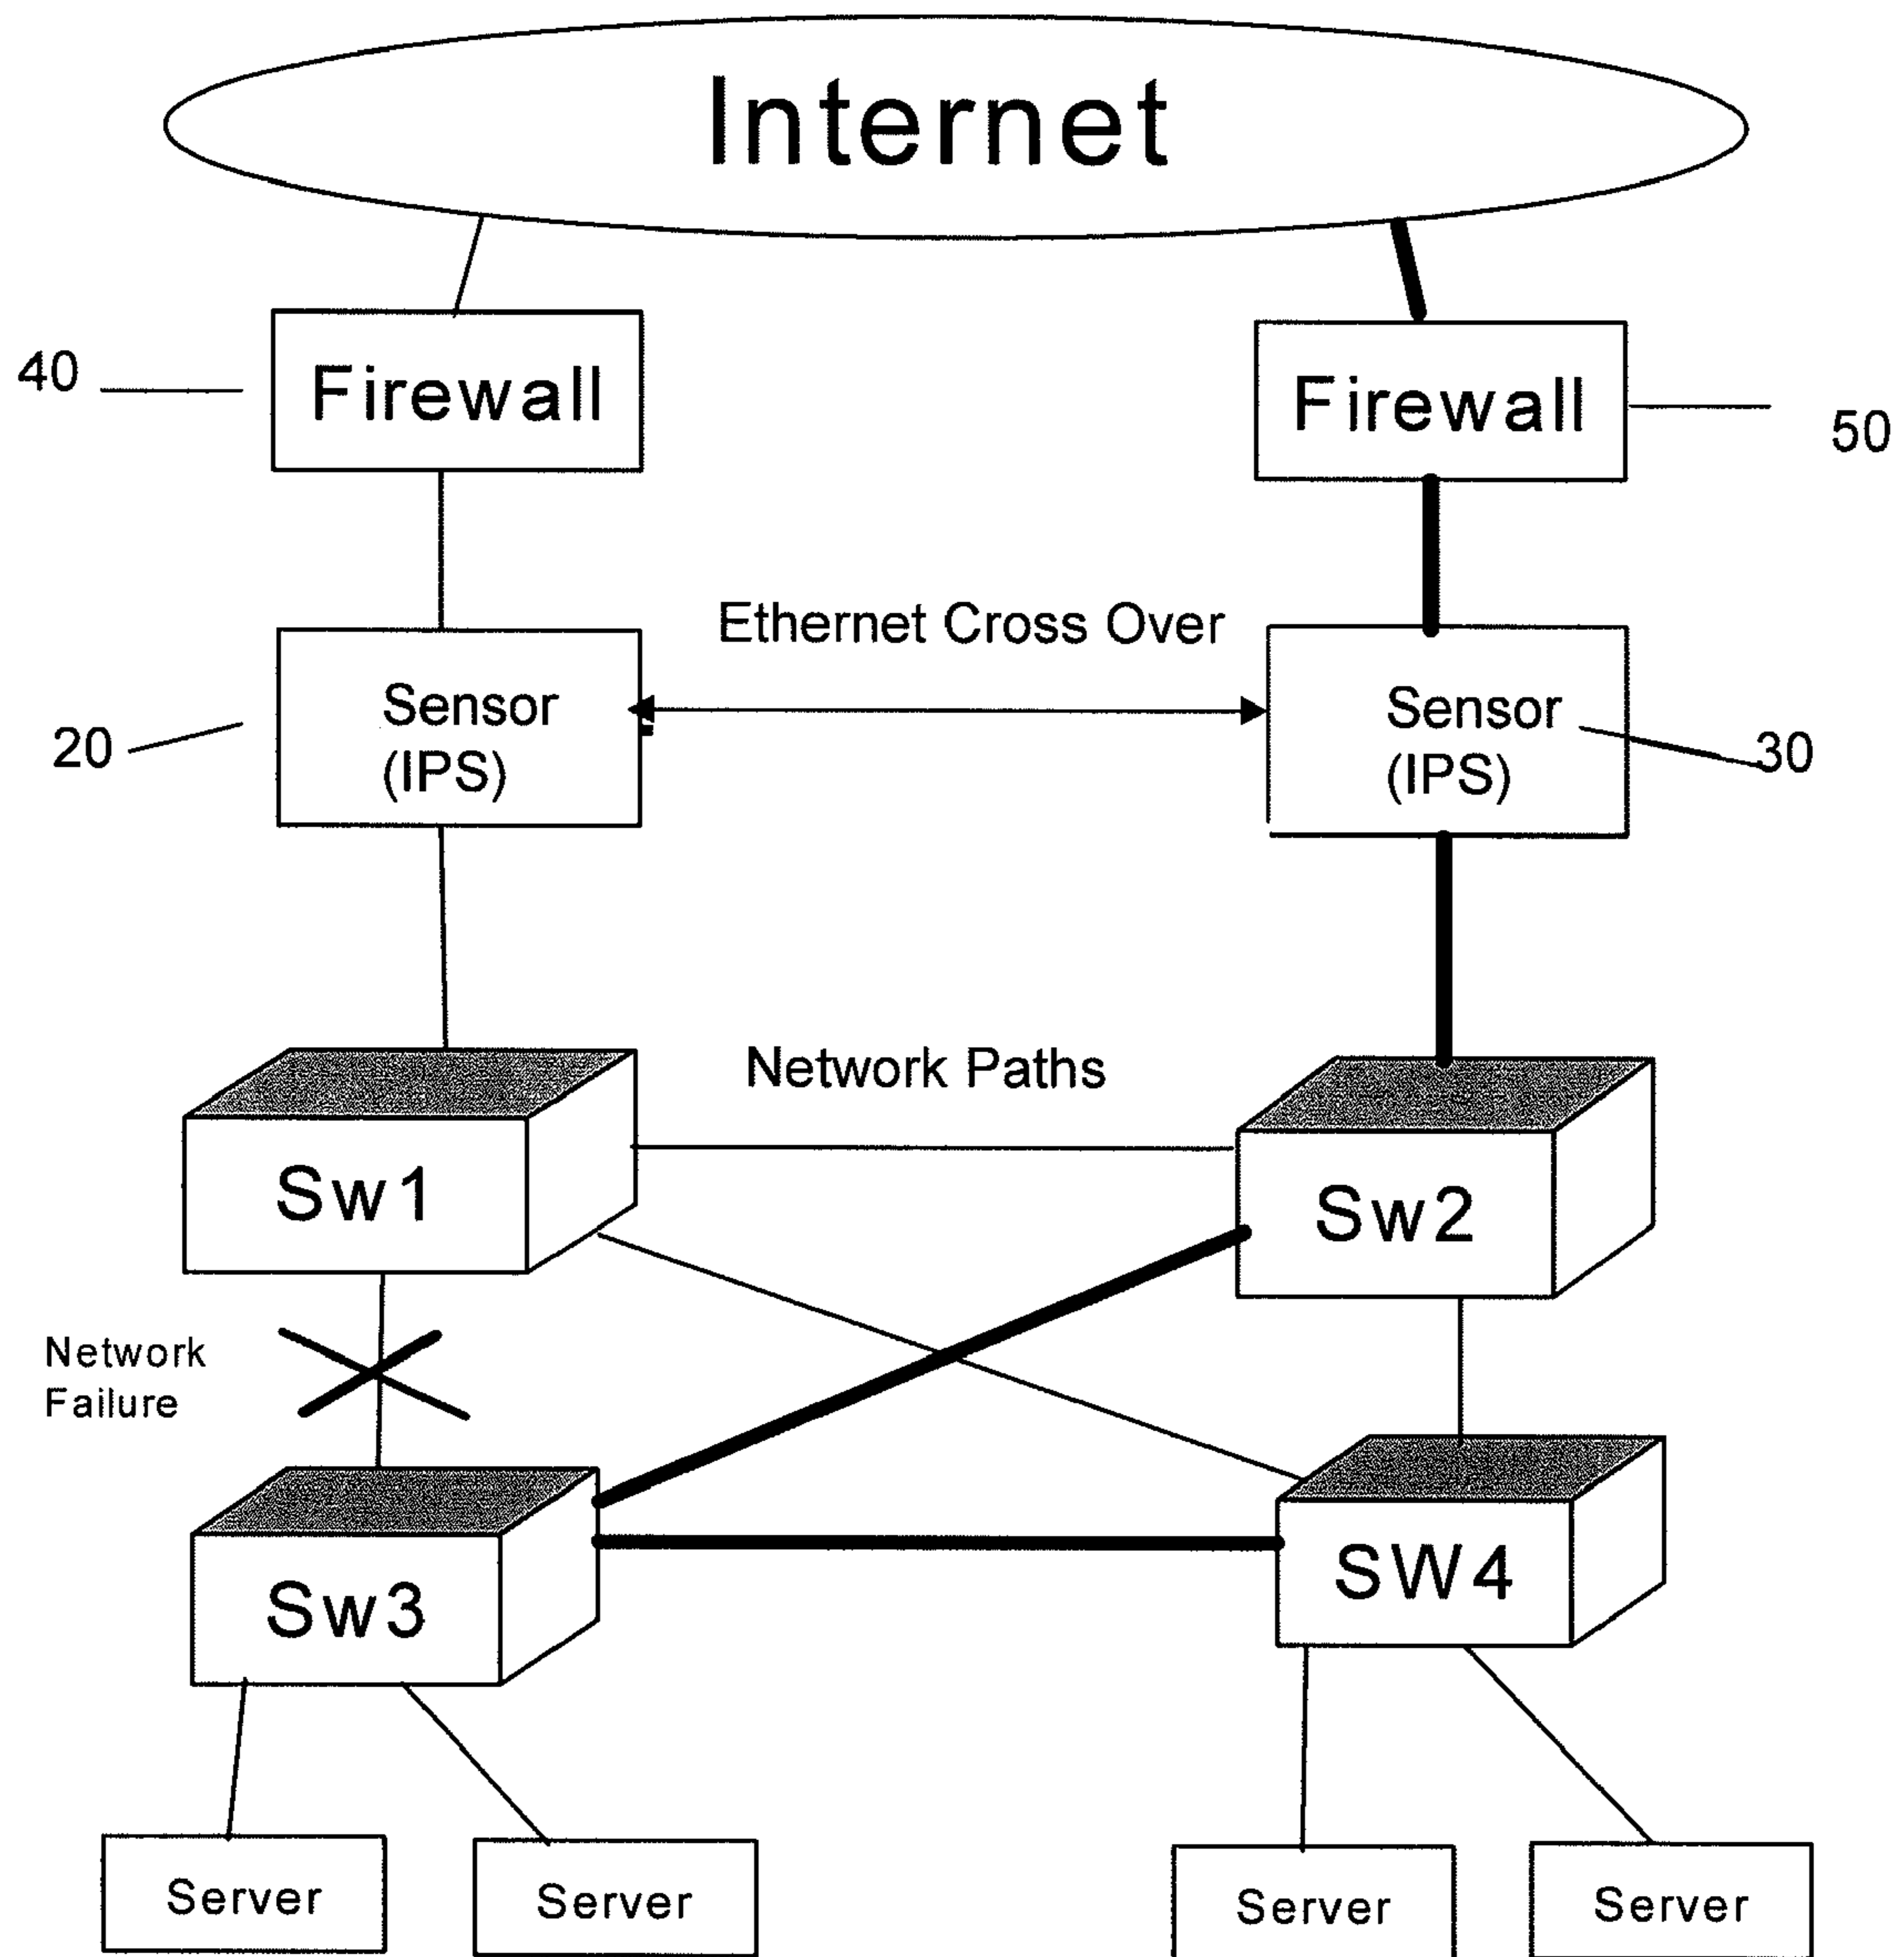 Internet
40
Firewall
Firewall
50
Ethernet Cross Over
20
Sensor
(IPS)
Sensor
(IPS)
30
Network Paths
Sw1
Sw2
Network
Failure
Sw3
SW4
Server
Server
Server
Server